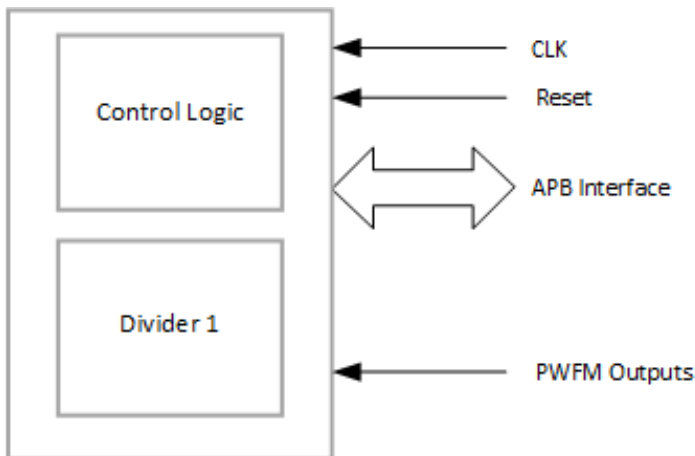 CLK
Control Logic
Reset
APB Interface
Divider 1
PWFM Outputs